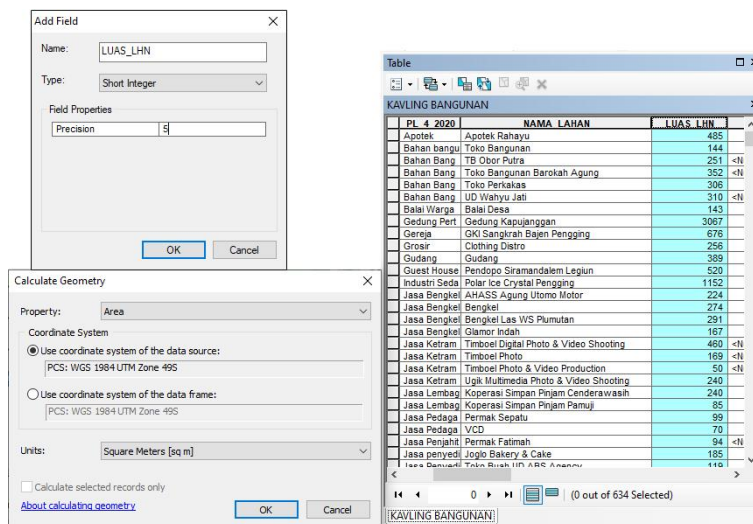 Add Field
Name: LUAS_LHN
Type: Short Integer
Field Properties
Precision 5
OK Cancel
Calculate Geometry
Property: Area
Coordinate System
Use coordinate system of the data source:
PCS: WGS 1984 UTM Zone 49S
Use coordinate system of the data frame:
PCS: WGS 1984 UTM Zone 49S
Units: Square Meters [sq m]
Calculate selected records only
About calculating geometry
OK Cancel
Table
KAVLING BANGUNAN
PL_4_2020 NAMA_LAHAN LUAS_LHN
Apotek Apotek Rahayu 485
Bahan bangu Toko Bangunan 144
Bahan Bang TB Obor Putra 251 <N
Bahan Bang Toko Bangunan Barokah Agung 352 <N
Bahan Bang Toko Perkakas 306
Bahan Bang UD Wahyu Jati 310 <N
Balai Warga Balai Desa 143
Gedung Pert Gedung Kapujanggan 3067
Gereja GKI Sangkrah Bajen Pengging 676
Grosir Clothing Distro 256
Gudang Gudang 389
Guest House Pendopo Siramandalem Legiun 520
Industri Seda Polar Ice Crystal Pengging 1152
Jasa Bengkel AHASS Agung Utomo Motor 224
Jasa Bengkel Bengkel 274
Jasa Bengkel Bengkel Las WS Plumutan 291
Jasa Bengkel Glamor Indah 167
Jasa Ketram Timboel Digital Photo & Video Shooting 460 <N
Jasa Ketram Timboel Photo 169 <N
Jasa Ketram Timboel Photo & Video Production 50 <N
Jasa Ketram Ugik Multimedia Photo & Video Shooting 240
Jasa Lembag Koperasi Simpan Pinjam Cenderawasih 240
Jasa Lembag Koperasi Simpan Pinjam Pamuji 85
Jasa Pedaga Permak Sepatu 99
Jasa Pedaga VCD 70
Jasa Penjahit Permak Fatimah 94 <N
Jasa penyedi Joglo Bakery & Cake 185
Jasa Penyedi Toko Buah UD ABS Agency 119
0 (0 out of 634 Selected)
KAVLING BANGUNAN